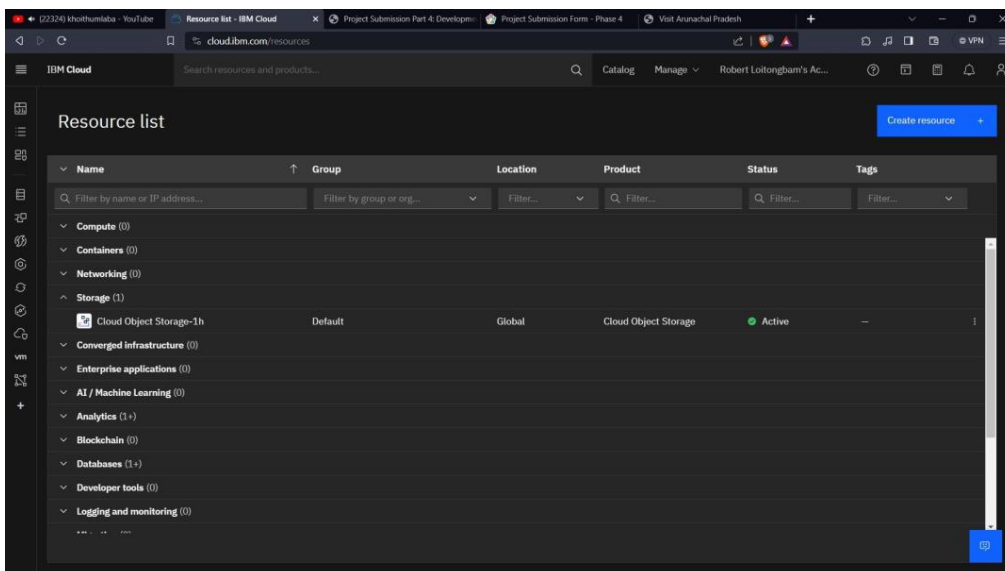 (22324) khoithumlaba - YouTube
Resource list - IBM Cloud
Project Submission Part 4: Developme
Project Submission Form - Phase 4
Visit Arunachal Pradesh
cloud.ibm.com/resources
VPN
IBM Cloud
Search resources and products...
Catalog
Manage
Robert Loitongbam's Ac...
Resource list
Create resource +
Name Group Location Product Status Tags
Filter by name or IP address... Filter by group or org... Filter... Filter... Filter... Filter...
Compute (0)
Containers (0)
Networking (0)
Storage (1)
Cloud Object Storage-1h Default Global Cloud Object Storage Active –
Converged infrastructure (0)
Enterprise applications (0)
vm
AI / Machine Learning (0)
Analytics (1+)
Blockchain (0)
Databases (1+)
Developer tools (0)
Logging and monitoring (0)